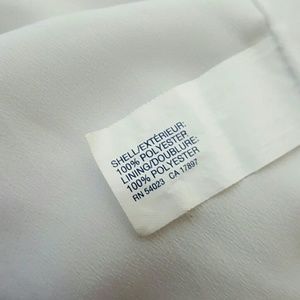 SHELL/EXTÉRIEUR:
100% POLYESTER
LINING/DOUBLURE:
100% POLYESTER
RN 54023 CA 17897